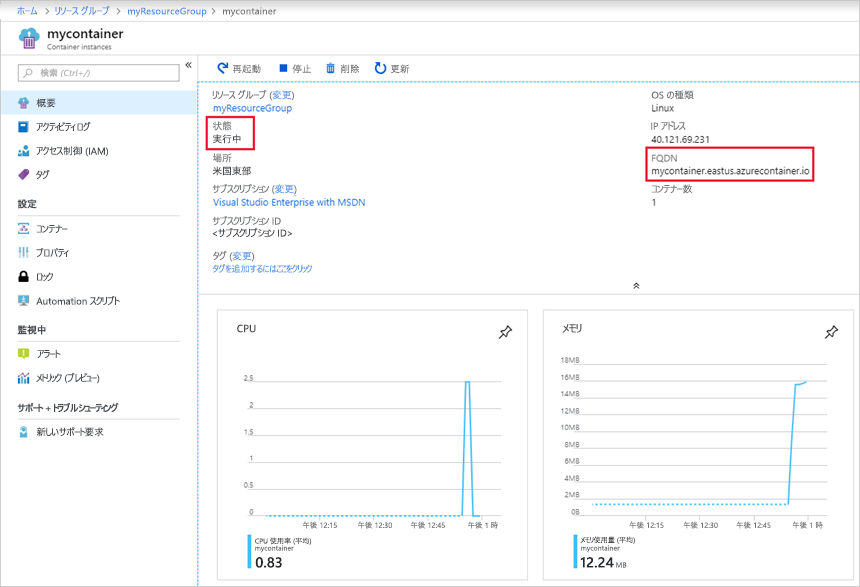 ホーム > リソース グループ > myResourceGroup > mycontainer
mycontainer
Container instances
検索 (Ctrl+/)
概要
アクティビティログ
アクセス制御 (IAM)
タグ
設定
コンテナー
プロパティ
ロック
Automation スクリプト
監視中
アラート
メトリック (プレビュー)
サポート + トラブルシューティング
新しいサポート要求
再起動 停止 削除 更新
リソース グループ (変更)
myResourceGroup
状態
実行中
場所
米国東部
サブスクリプション (変更)
Visual Studio Enterprise with MSDN
サブスクリプション ID
<サブスクリプション ID>
タグ (変更)
タグを追加するにはここをクリック
OS の種類
Linux
IP アドレス
40.121.69.231
FQDN
mycontainer.eastus.azurecontainer.io
コンテナー数
1
CPU
2.5
2
1.5
1
0.5
0
午後 12:15 午後 12:30 午後 12:45 午後 1 時
CPU 使用率 (平均)
mycontainer
0.83
メモリ
18MB
16MB
14MB
12MB
10MB
8MB
6MB
4MB
2MB
0B
午後 12:15 午後 12:30 午後 12:45 午後 1 時
メモリ使用量 (平均)
mycontainer
12.24 MB